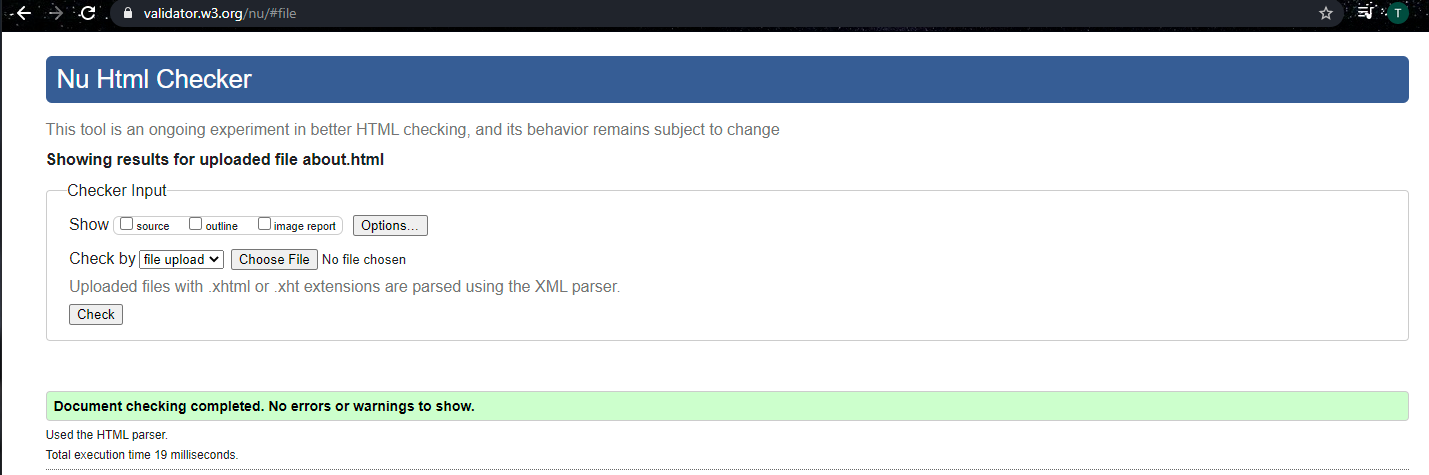 validator.w3.org/nu/#file
T
Nu Html Checker
This tool is an ongoing experiment in better HTML checking, and its behavior remains subject to change
Showing results for uploaded file about.html
Checker Input
Show source outline image report Options...
Check by file upload Choose File No file chosen
Uploaded files with .xhtml or .xht extensions are parsed using the XML parser.
Check
Document checking completed. No errors or warnings to show.
Used the HTML parser.
Total execution time 19 milliseconds.